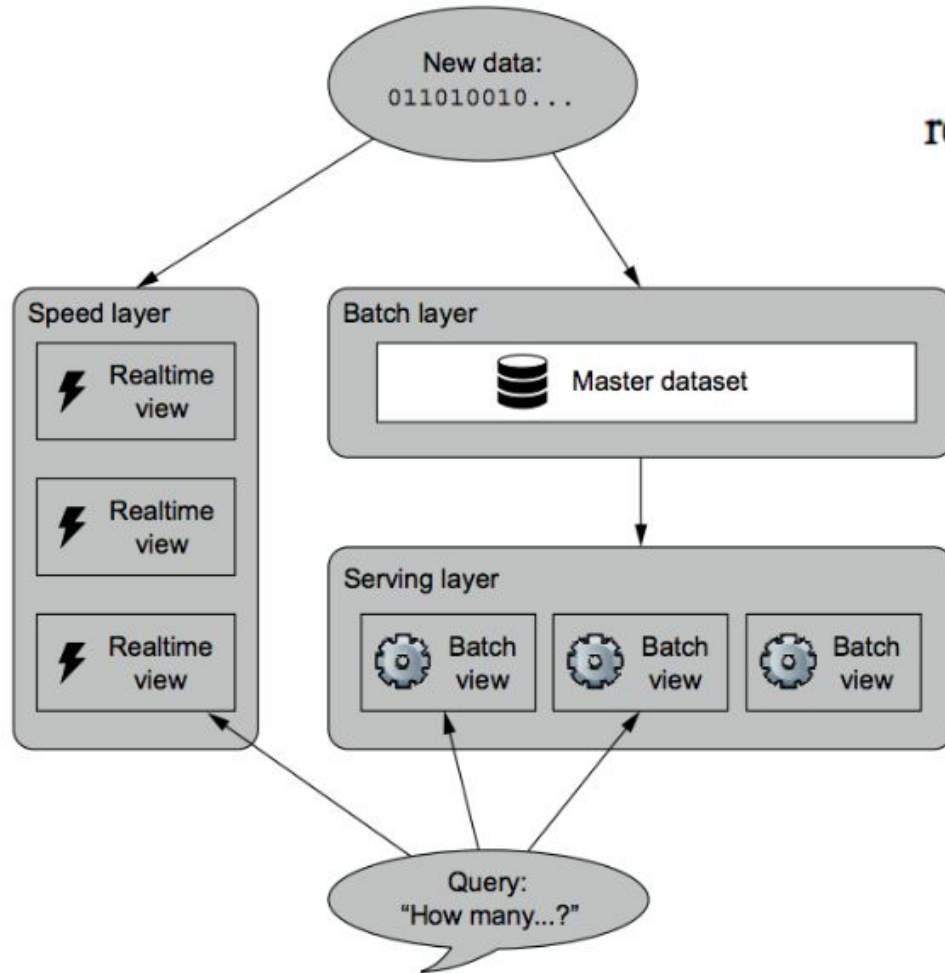 New data:
011010010...
Speed layer
Realtime
view
Realtime
view
Realtime
view
Batch layer
Master dataset
Serving layer
Batch
view
Batch
view
Batch
view
Query:
“How many...?”